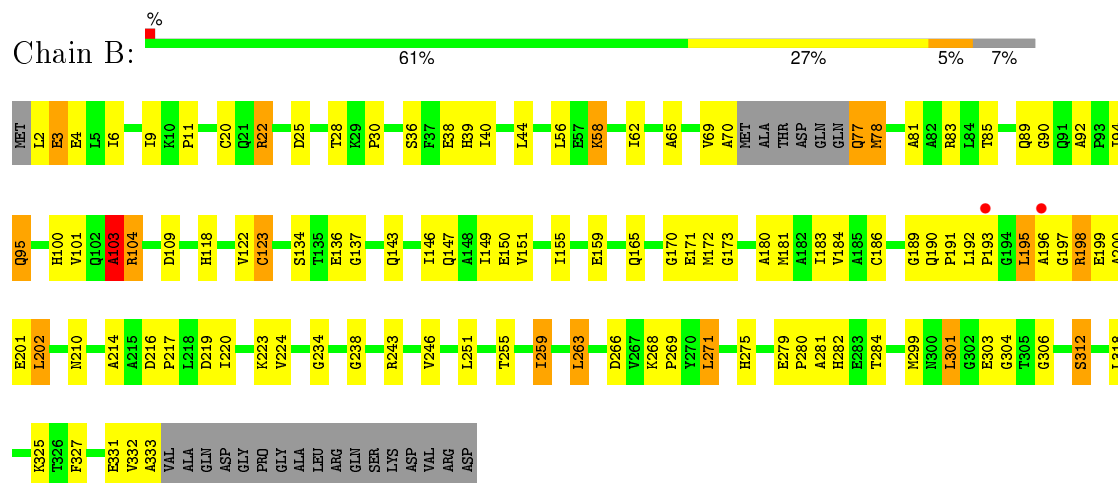 %
Chain B:
61% 27% 5% 7%
MET L2 E3 E4 L5 I6 I9 K10 P11 C20 Q21 R22 D25 T28 K29 P30 S36 F37 E38 H39 I40 L44 L56 E57 K58 I62 A65 V69 A70 MET ALA THR ASP GLN GLN Q77 M78 A81 A82 R83 L84 T85 Q89 G90 Q91 A92 P93 I94
Q95 H100 V101 Q102 A103 R104 D109 H118 V122 C123 S134 T135 E136 G137 Q143 I146 Q147 A148 I149 E150 V151 I155 E159 Q165 G170 E171 M172 G173 A180 M181 A182 I183 V184 A185 C186 G189 Q190 P191 L192 P193 G194 L195 A196 G197 R198 E199 A200
E201 L202 N210 A214 A215 D216 P217 L218 D219 I220 K223 V224 G234 G238 R243 V246 L251 T255 I259 L263 D266 V267 K268 P269 Y270 L271 H275 E279 P280 A281 H282 E283 T284 M299 N300 L301 G302 E303 G304 T305 G306 S312 L318
K325 T326 F327 E331 V332 A333 VAL ALA GLN ASP GLY PRO GLY ALA LEU ARG GLN SER LYS ASP VAL ARG ASP